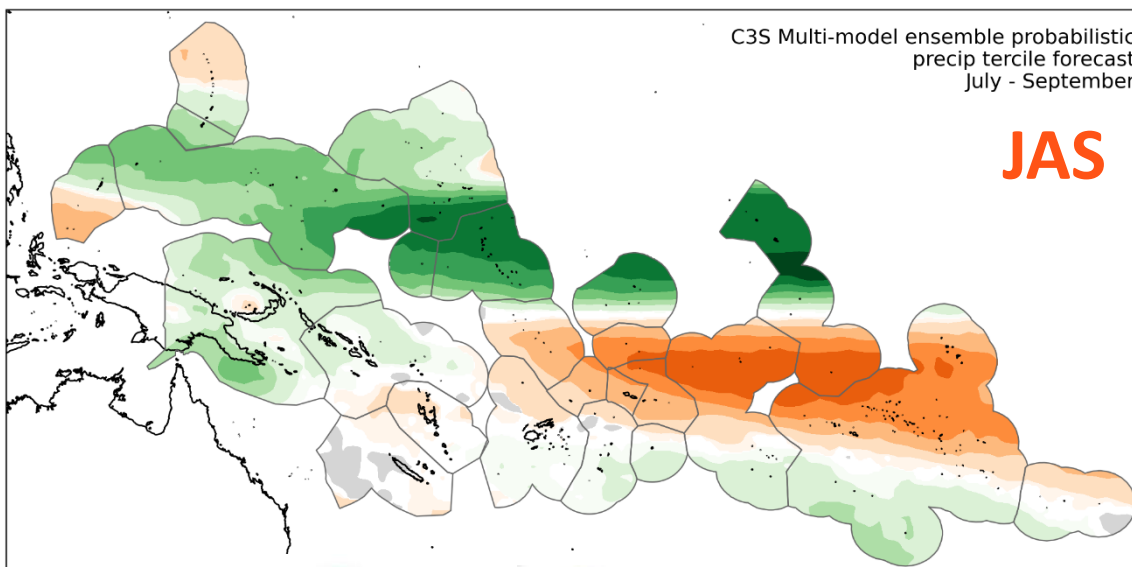 C3S Multi-model ensemble probabilistic
precip tercile forecast
July - September
JAS